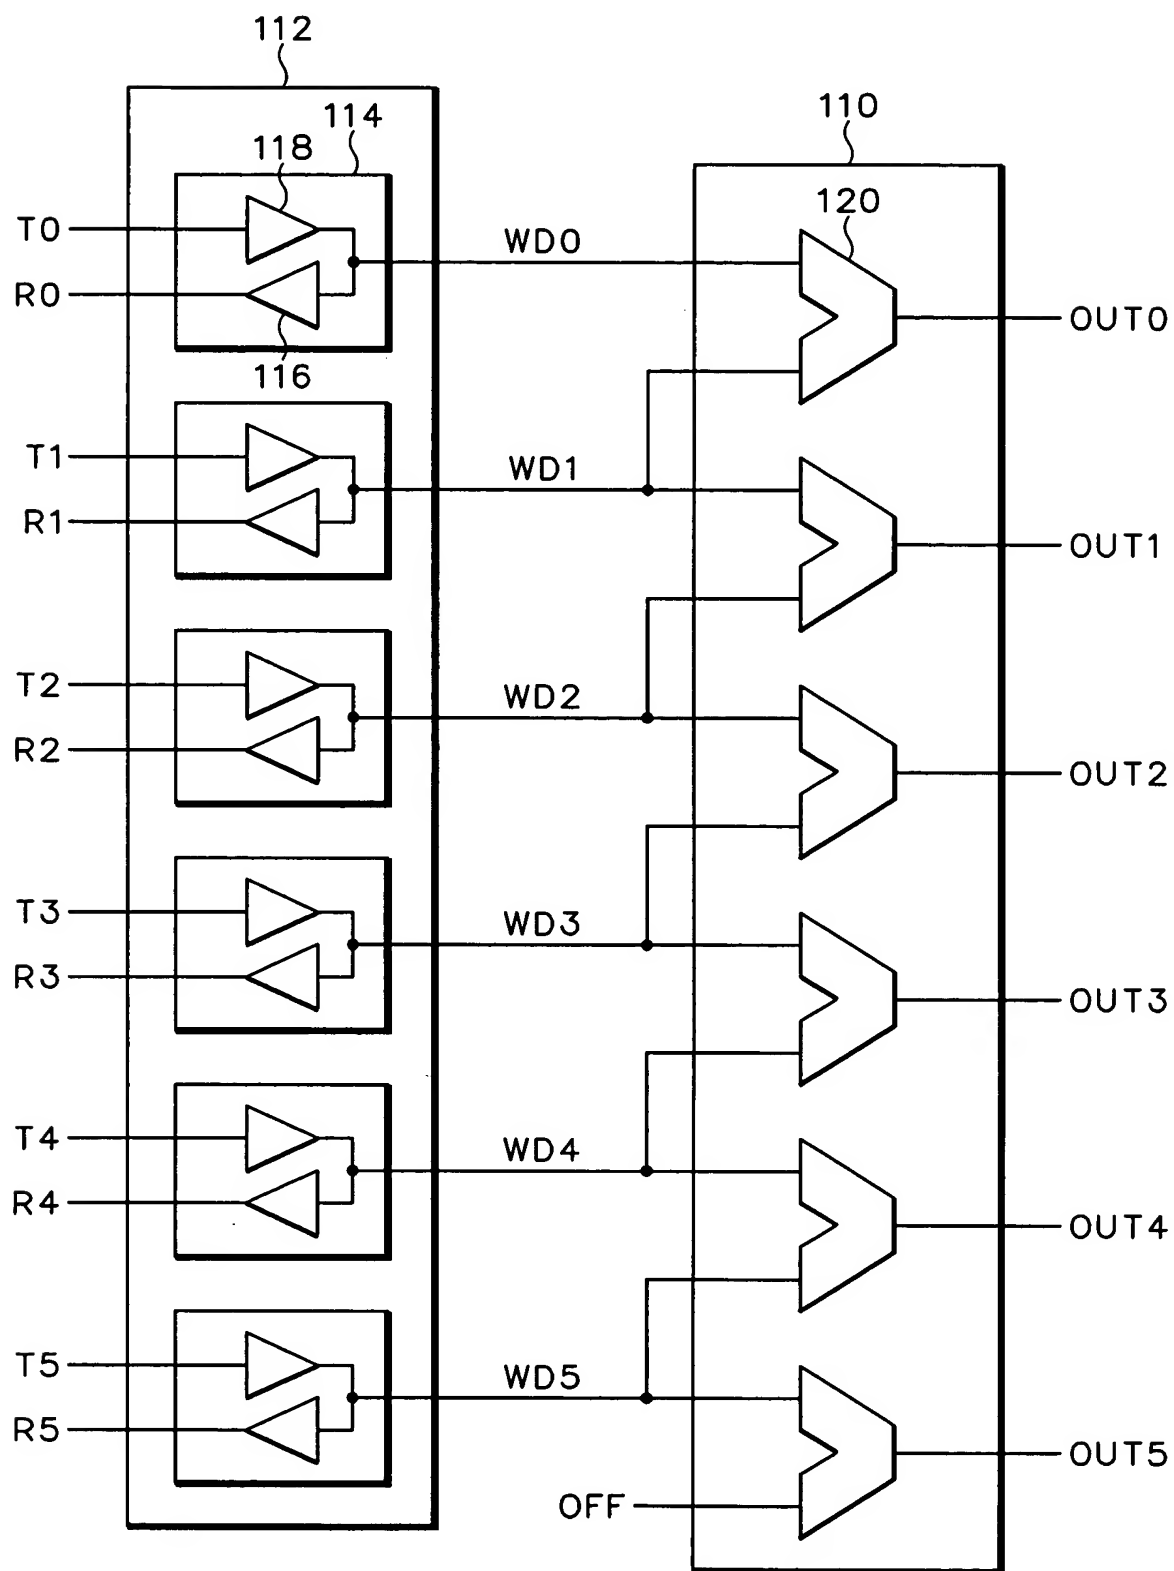 112
110
114
118
120
T0
WD0
R0
OUT0
116
T1
WD1
R1
OUT1
T2
WD2
R2
OUT2
T3
WD3
R3
OUT3
T4
WD4
R4
OUT4
T5
WD5
R5
OUT5
OFF